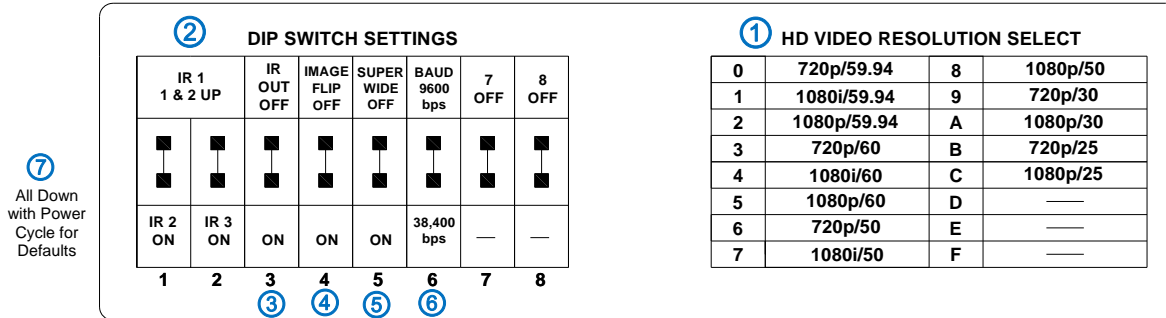 ② DIP SWITCH SETTINGS
IR 1
1 & 2 UP
IR
OUT
OFF
IMAGE
FLIP
OFF
SUPER
WIDE
OFF
BAUD
9600
bps
7
OFF
8
OFF
⑦
All Down
with Power
Cycle for
Defaults
IR 2
ON
IR 3
ON
ON
ON
ON
38,400
bps
—
—
1 2 3 4 5 6 7 8
③ ④ ⑤ ⑥
① HD VIDEO RESOLUTION SELECT
0 720p/59.94 8 1080p/50
1 1080i/59.94 9 720p/30
2 1080p/59.94 A 1080p/30
3 720p/60 B 720p/25
4 1080i/60 C 1080p/25
5 1080p/60 D —
6 720p/50 E —
7 1080i/50 F —